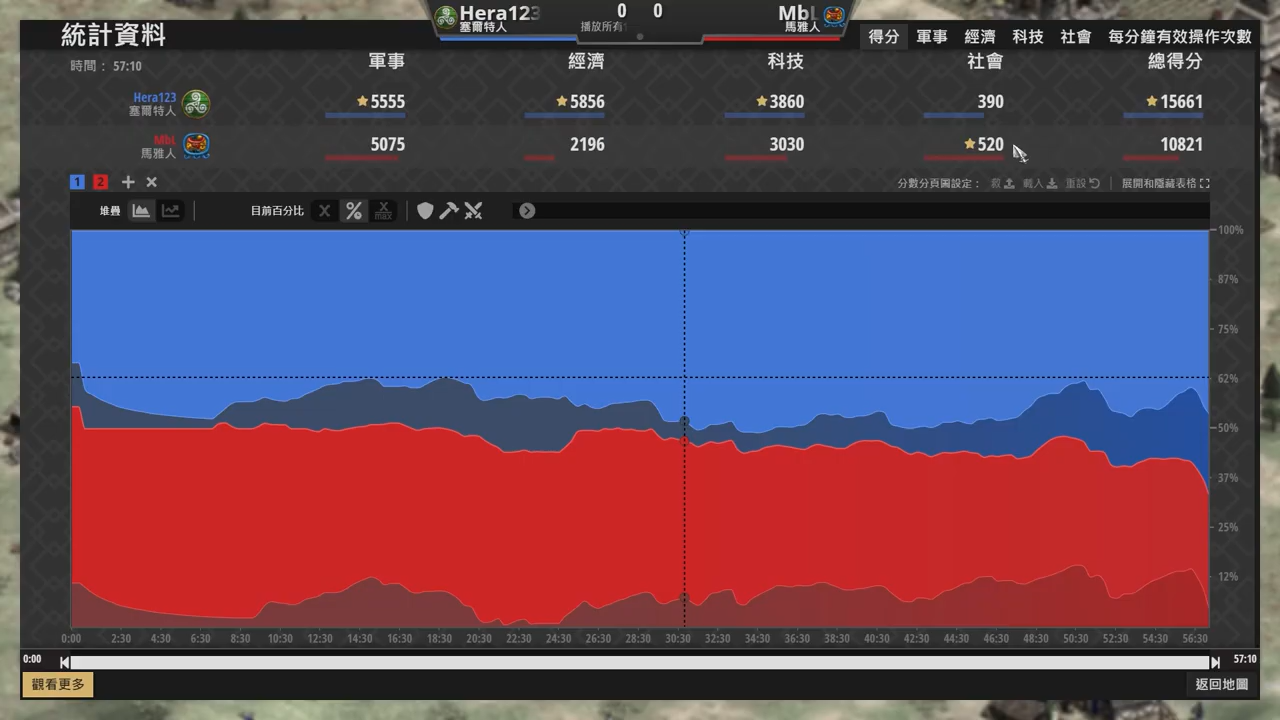 Hera123
塞爾特人
0 0
播放所有
MbL
馬雅人
統計資料
得分 軍事 經濟 科技 社會 每分鐘有效操作次數
時間： 57:10
軍事 經濟 科技 社會 總得分
Hera123
塞爾特人
5555 5856 3860 390 15661
MbL
馬雅人
5075 2196 3030 520 10821
1 2
分數分頁圖設定： 載入 重設 展開和隱藏表格
堆疊 目前百分比 X % X max
100%
87%
75%
62%
50%
37%
25%
12%
0:00 2:30 4:30 6:30 8:30 10:30 12:30 14:30 16:30 18:30 20:30 22:30 24:30 26:30 28:30 30:30 32:30 34:30 36:30 38:30 40:30 42:30 44:30 46:30 48:30 50:30 52:30 54:30 56:30
0:00 57:10
觀看更多 返回地圖